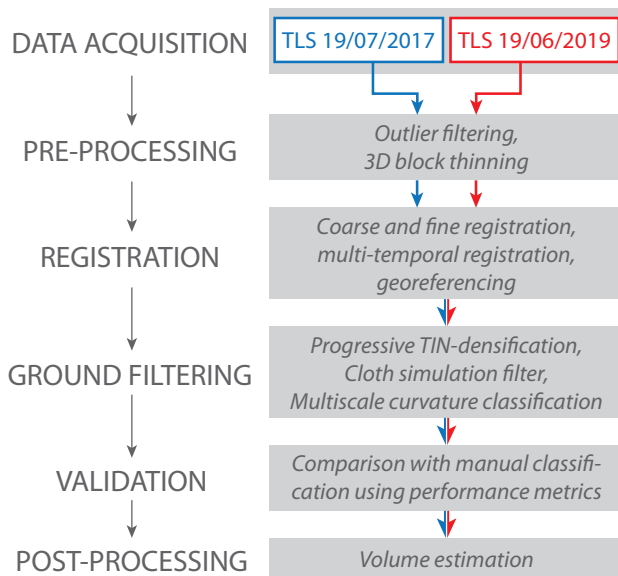 DATA ACQUISITION
TLS 19/07/2017
TLS 19/06/2019
PRE-PROCESSING
Outlier filtering,
3D block thinning
REGISTRATION
Coarse and fine registration,
multi-temporal registration,
georeferencing
GROUND FILTERING
Progressive TIN-densification,
Cloth simulation filter,
Multiscale curvature classification
VALIDATION
Comparison with manual classifi-
cation using performance metrics
POST-PROCESSING
Volume estimation